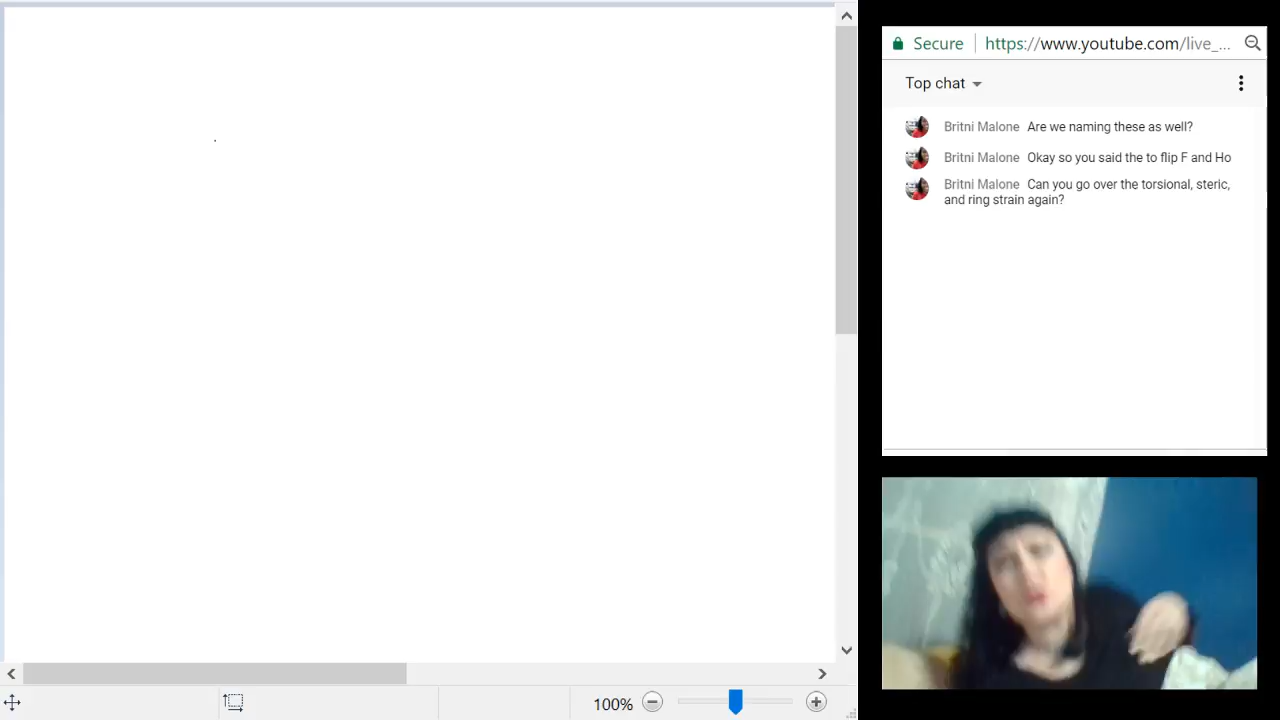 Secure https://www.youtube.com/live_...
Top chat
Britni Malone Are we naming these as well?
Britni Malone Okay so you said the to flip F and Ho
Britni Malone Can you go over the torsional, steric,
and ring strain again?
100%